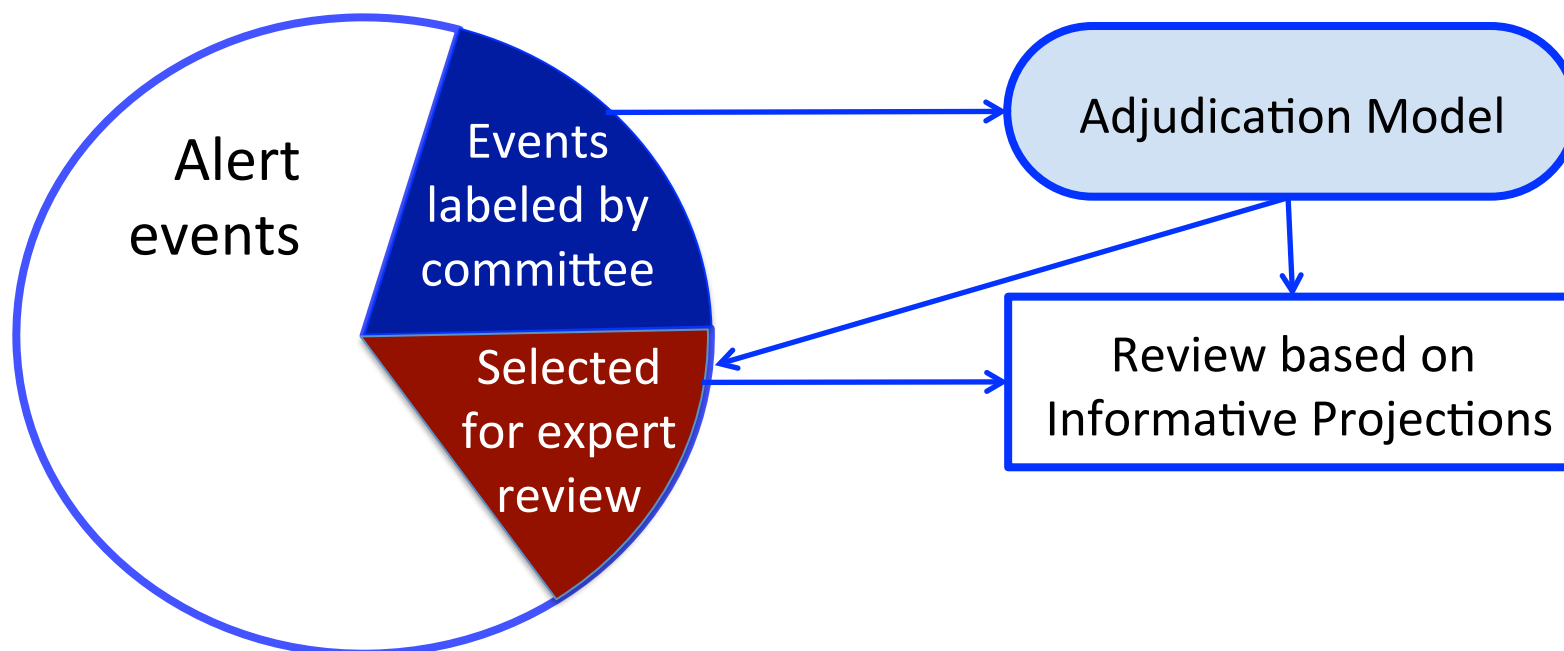 Alert
events
Events
labeled by
committee
Selected
for expert
review
Adjudication Model
Review based on
Informative Projections